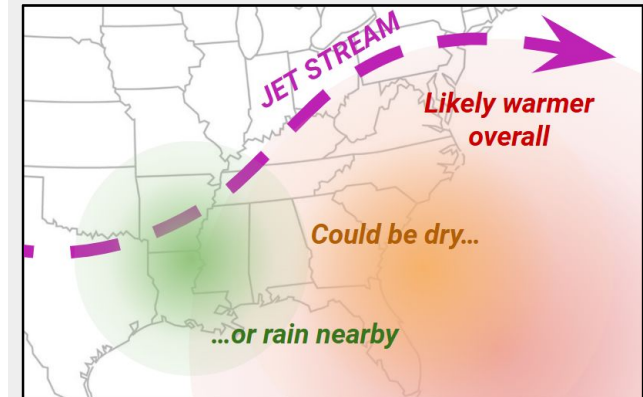 JET STREAM
Likely warmer
overall
Could be dry...
...or rain nearby